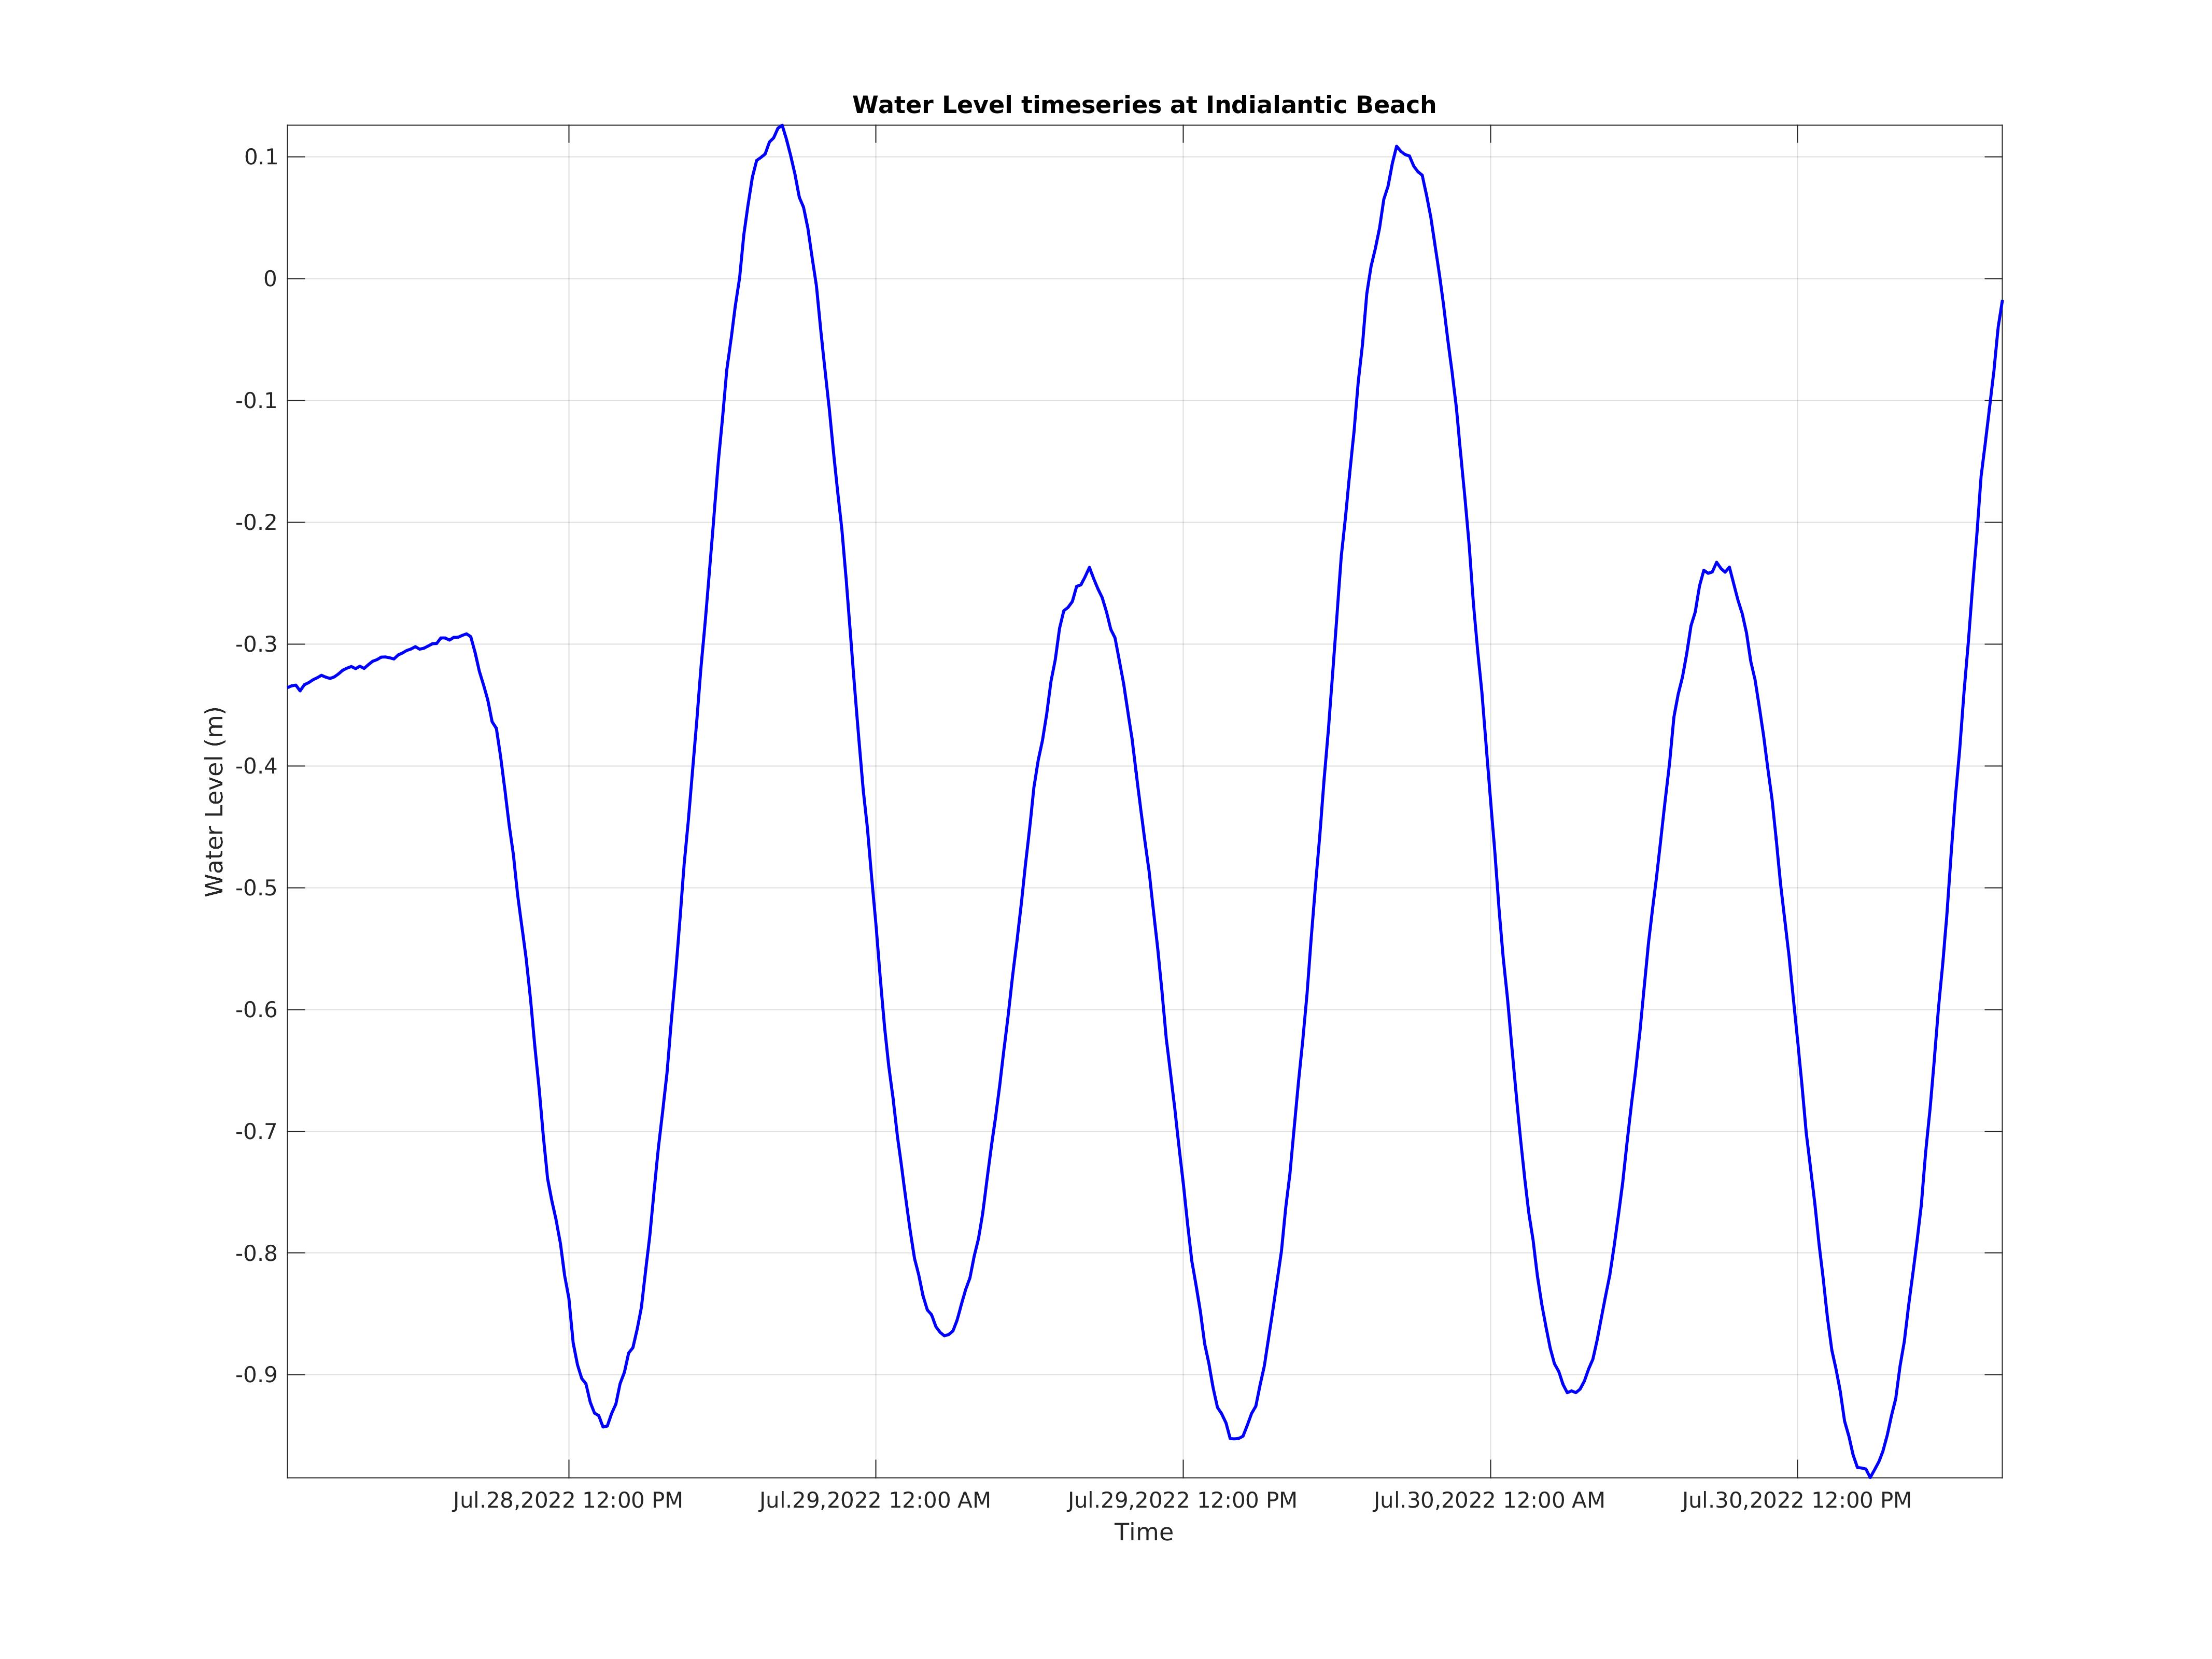 Water Level timeseries at Indialantic Beach
0.1
0
-0.1
-0.2
-0.3
-0.4
-0.5
-0.6
-0.7
-0.8
-0.9
Water Level (m)
Jul.28,2022 12:00 PM
Jul.29,2022 12:00 AM
Jul.29,2022 12:00 PM
Jul.30,2022 12:00 AM
Jul.30,2022 12:00 PM
Time